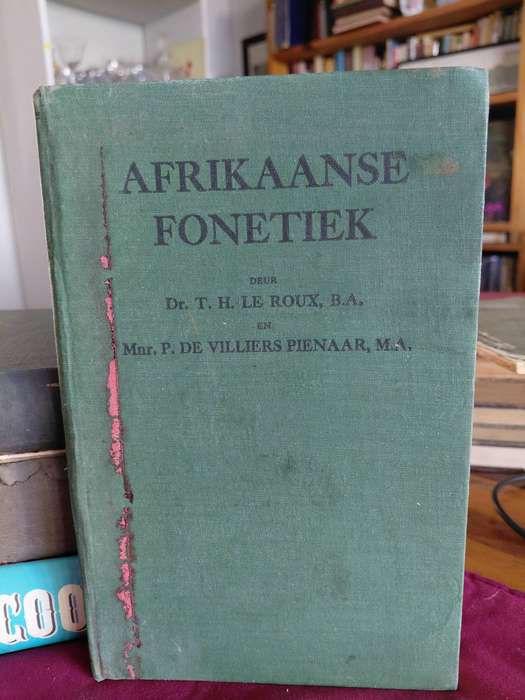 AFRIKAANSE
FONETIEK
DEUR
Dr. T. H. LE ROUX, B.A.
EN
Mnr. P. DE VILLIERS PIENAAR, M.A.
COO